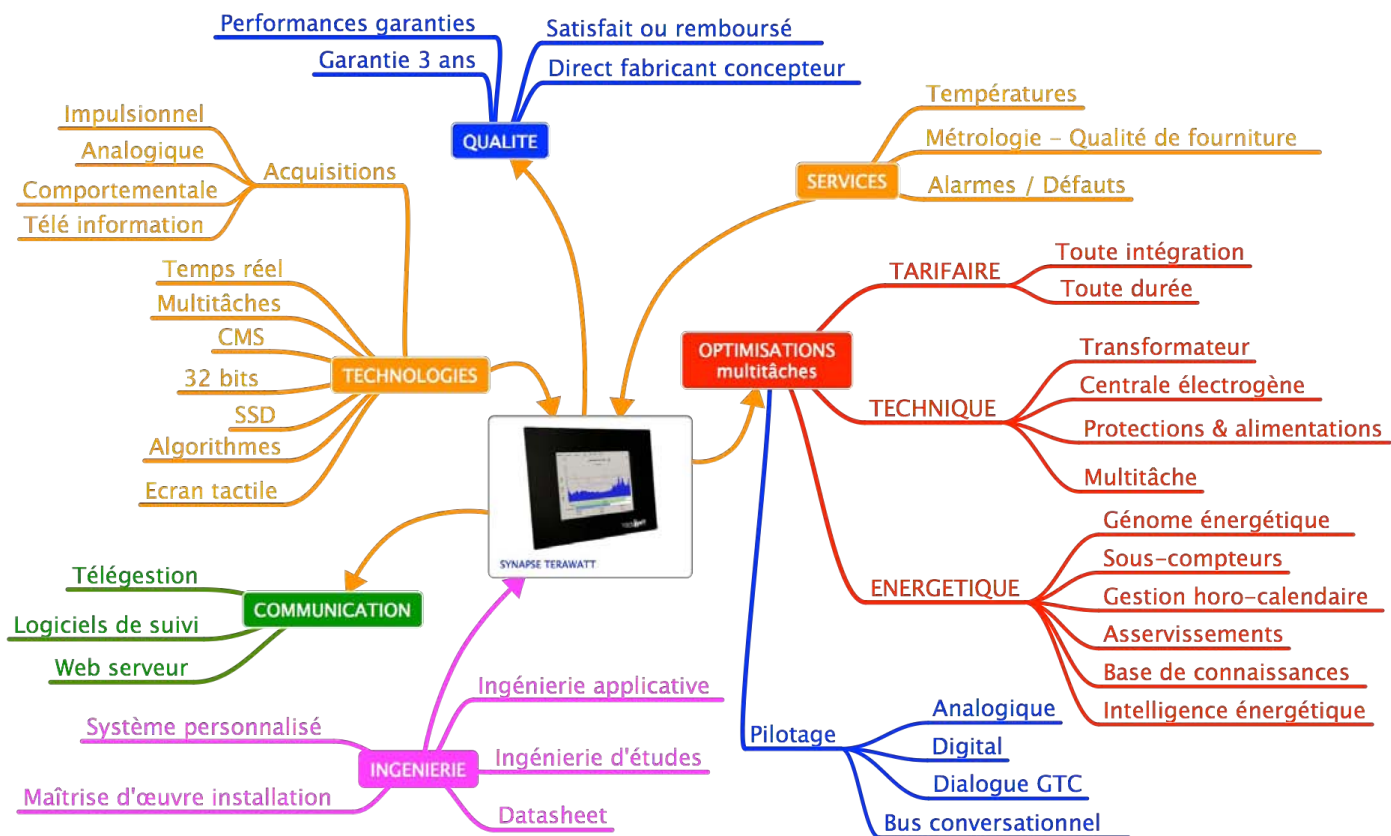 Performances garanties
Garantie 3 ans
Satisfait ou remboursé
Direct fabricant concepteur
QUALITE
Températures
Métrologie - Qualité de fourniture
Alarmes / Défauts
SERVICES
Impulsionnel
Analogique
Comportementale
Télé information
Acquisitions
Temps réel
Multitâches
CMS
32 bits
SSD
Algorithmes
Ecran tactile
TECHNOLOGIES
OPTIMISATIONS
multitâches
TARIFAIRE
Toute intégration
Toute durée
TECHNIQUE
Transformateur
Centrale électrogène
Protections & alimentations
Multitâche
ENERGETIQUE
Génome énergétique
Sous-compteurs
Gestion horo-calendaire
Asservissements
Base de connaissances
Intelligence énergétique
Pilotage
Analogique
Digital
Dialogue GTC
Bus conversationnel
SYNAPSE TERAWATT
COMMUNICATION
Télégestion
Logiciels de suivi
Web serveur
INGENIERIE
Système personnalisé
Maîtrise d'œuvre installation
Ingénierie applicative
Ingénierie d'études
Datasheet